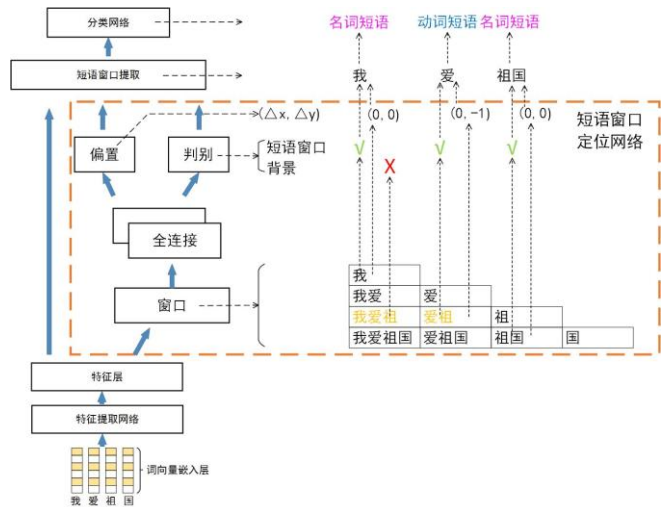 分类网络
名词短语 动词短语 名词短语
短语窗口提取
我 爱 祖国
(△x, △y) (0, 0) (0, -1) (0, 0)
短语窗口
定位网络
偏置 判别
短语窗口
背景
√ X √ √
全连接
窗口
我
我爱 爱
我爱祖 爱祖 祖
我爱祖国 爱祖国 祖国 国
特征层
特征提取网络
词向量嵌入层
我 爱 祖 国